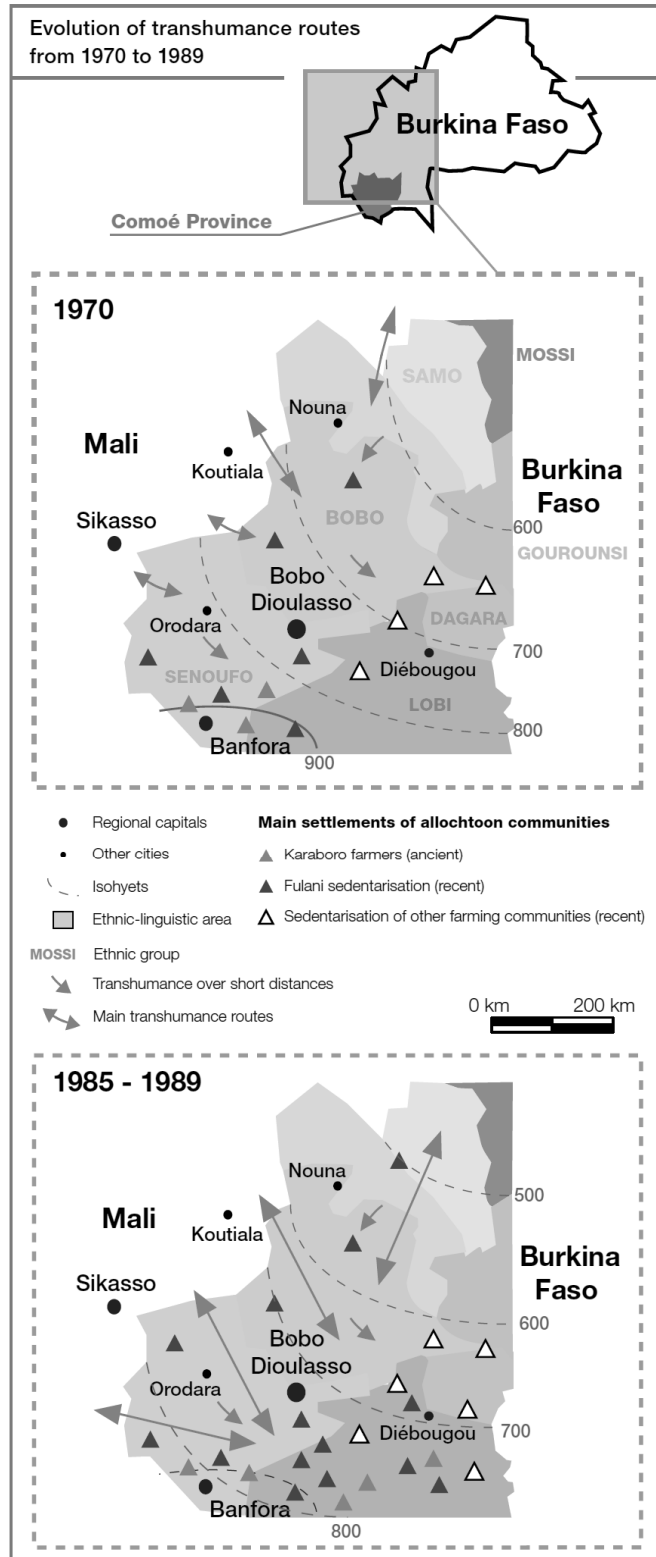 Evolution of transhumance routes
from 1970 to 1989
Burkina Faso
Comoé Province
1970
MOSSI
SAMO
Nouna
Mali
Koutiala
Burkina
Faso
Sikasso
BOBO
600
GOUROUNSI
Bobo
Dioulasso
Orodara
DAGARA
700
Diébougou
SENOUFO
LOBI
800
Banfora
900
Regional capitals
Other cities
Isohyets
Ethnic-linguistic area
MOSSI Ethnic group
Transhumance over short distances
Main transhumance routes
Main settlements of allochtoon communities
Karaboro farmers (ancient)
Fulani sedentarisation (recent)
Sedentarisation of other farming communities (recent)
0 km 200 km
1985 - 1989
Nouna
500
Mali
Koutiala
Burkina
Faso
Sikasso
600
Bobo
Dioulasso
Orodara
Diébougou
700
Banfora
800